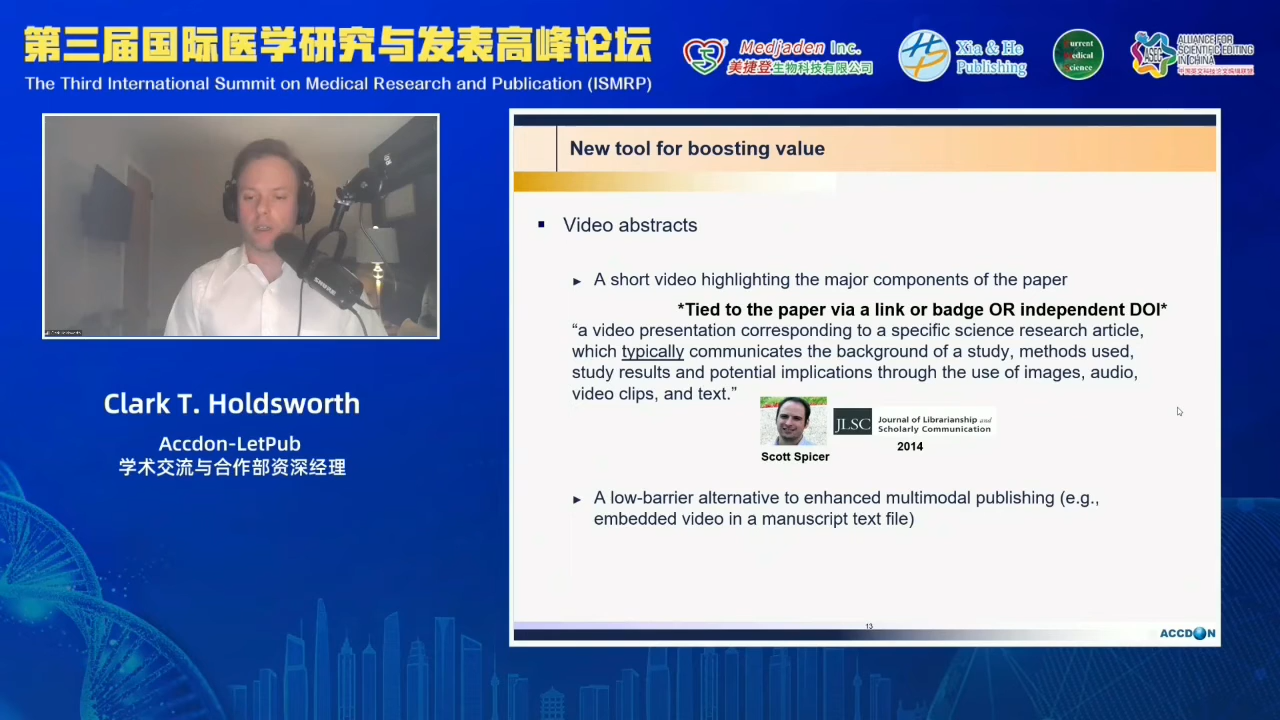 第三届国际医学研究与发表高峰论坛
The Third International Summit on Medical Research and Publication (ISMRP)
Medjaden Inc.
美捷登生物科技有限公司
Xia & He
Publishing
Current
Medical
Science
ALLIANCE FOR
SCIENTIFIC EDITING
IN CHINA
Clark T. Holdsworth
Accdon-LetPub
学术交流与合作部资深经理
New tool for boosting value
Video abstracts
A short video highlighting the major components of the paper
*Tied to the paper via a link or badge OR independent DOI*
“a video presentation corresponding to a specific science research article,
which typically communicates the background of a study, methods used,
study results and potential implications through the use of images, audio,
video clips, and text.”
JLSC
Journal of Librarianship and
Scholarly Communication
Scott Spicer
2014
A low-barrier alternative to enhanced multimodal publishing (e.g.,
embedded video in a manuscript text file)
13
ACCDON